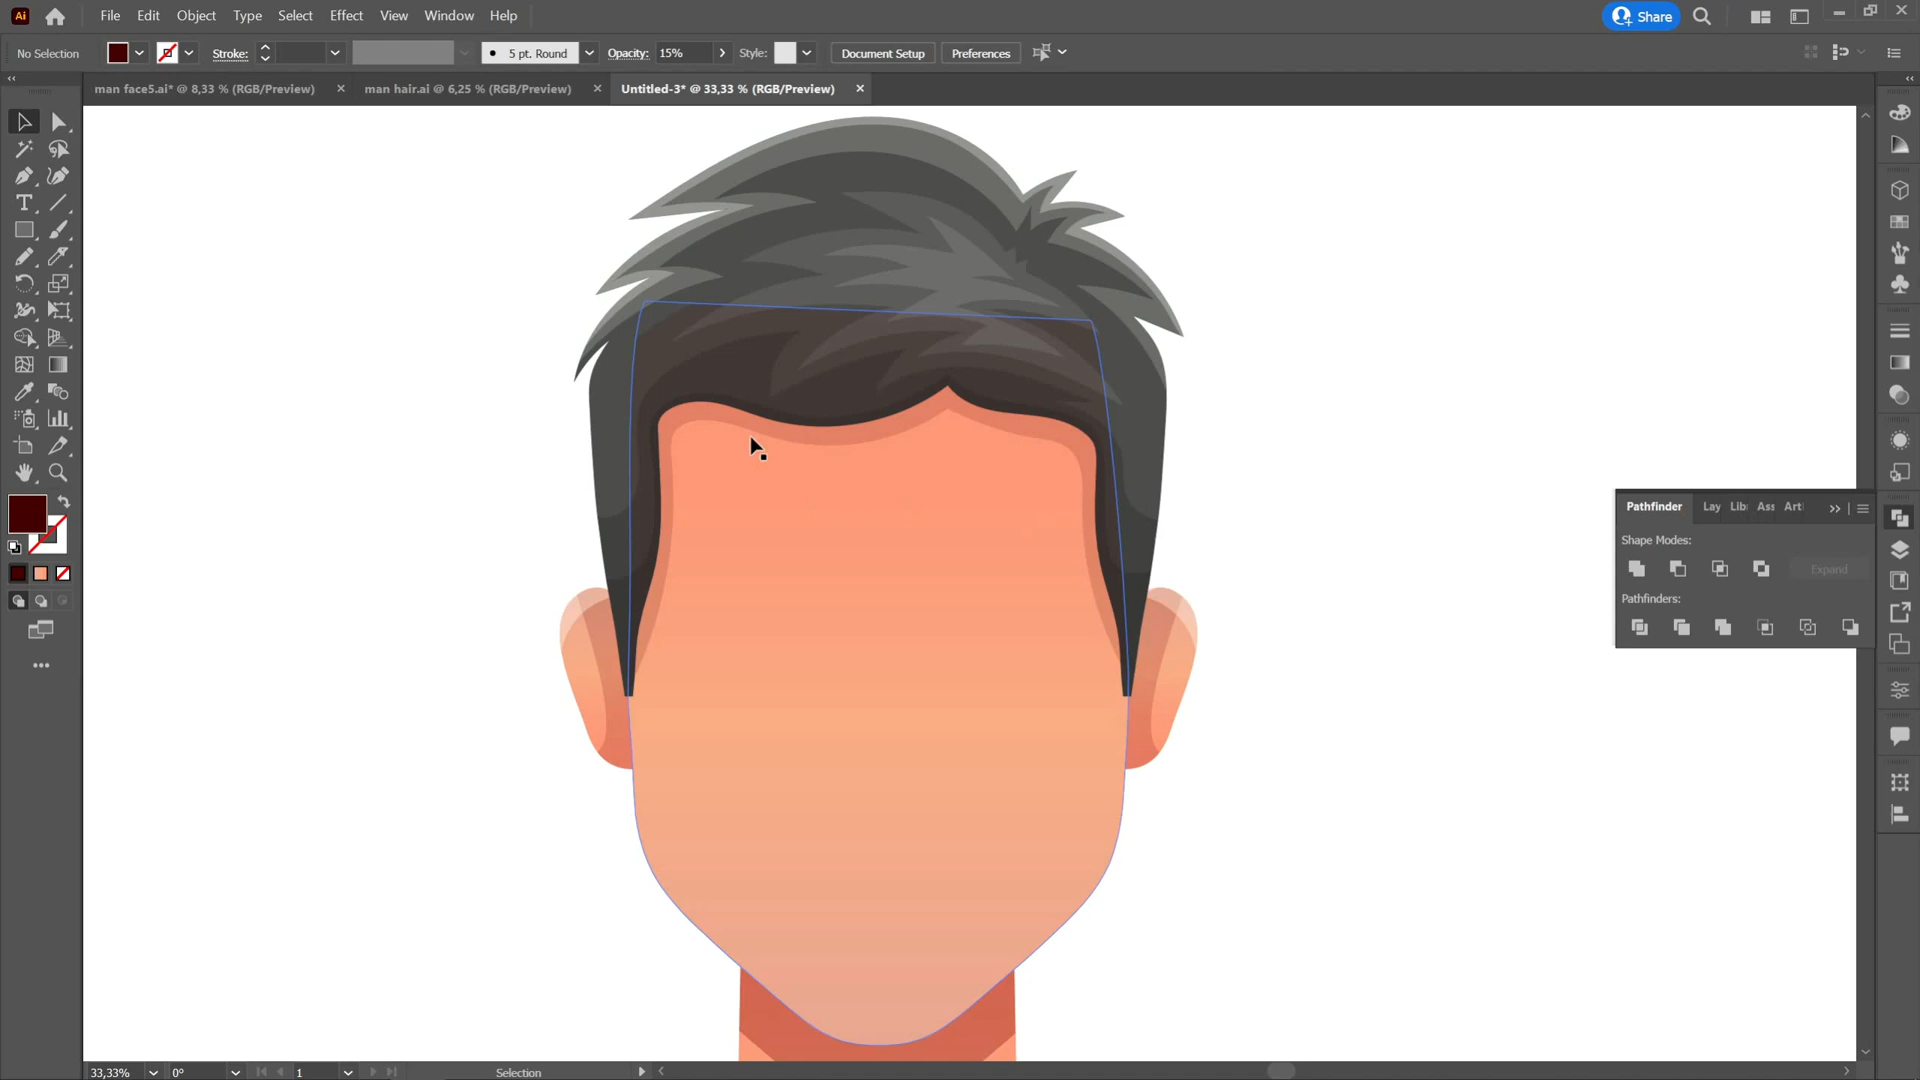 Ai File Edit Object Type Select Effect View Window Help Share
No Selection Stroke: 5 pt. Round Opacity: 15% Style: Document Setup Preferences
man face5.ai* @ 8,33 % (RGB/Preview) man hair.ai @ 6,25 % (RGB/Preview) Untitled-3* @ 33,33 % (RGB/Preview)
Pathfinder Lay Lib Ass Art
Shape Modes:
Expand
Pathfinders:
33,33% 0° 1 Selection